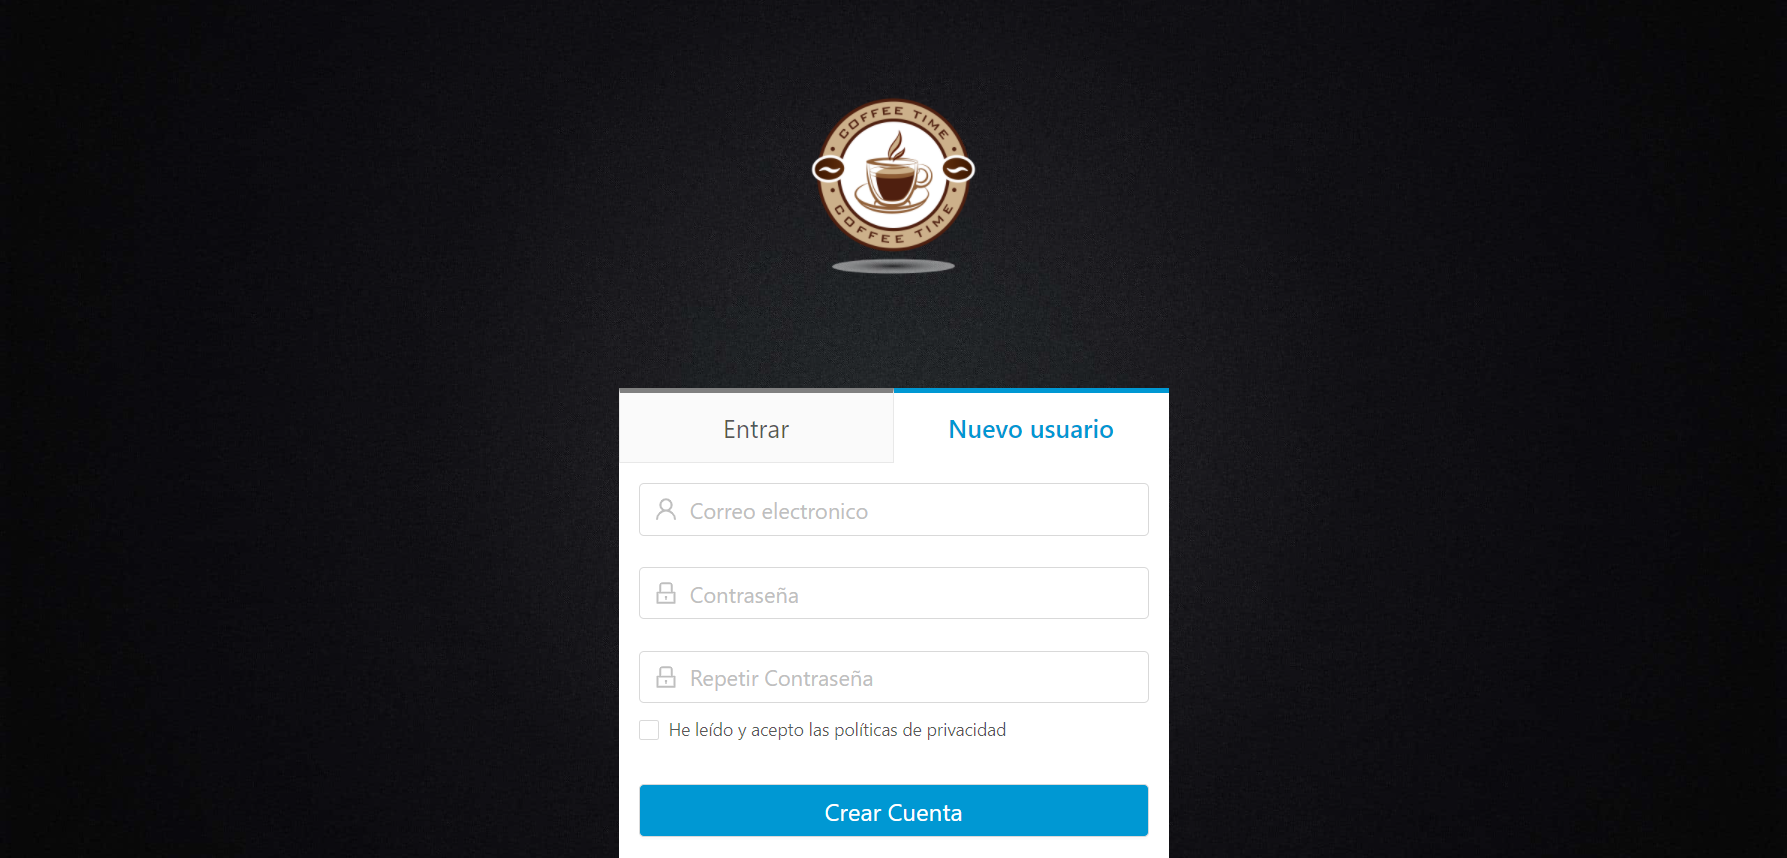 COFFEE TIME
COFFEE TIME
Entrar
Nuevo usuario
Correo electronico
Contraseña
Repetir Contraseña
He leído y acepto las políticas de privacidad
Crear Cuenta